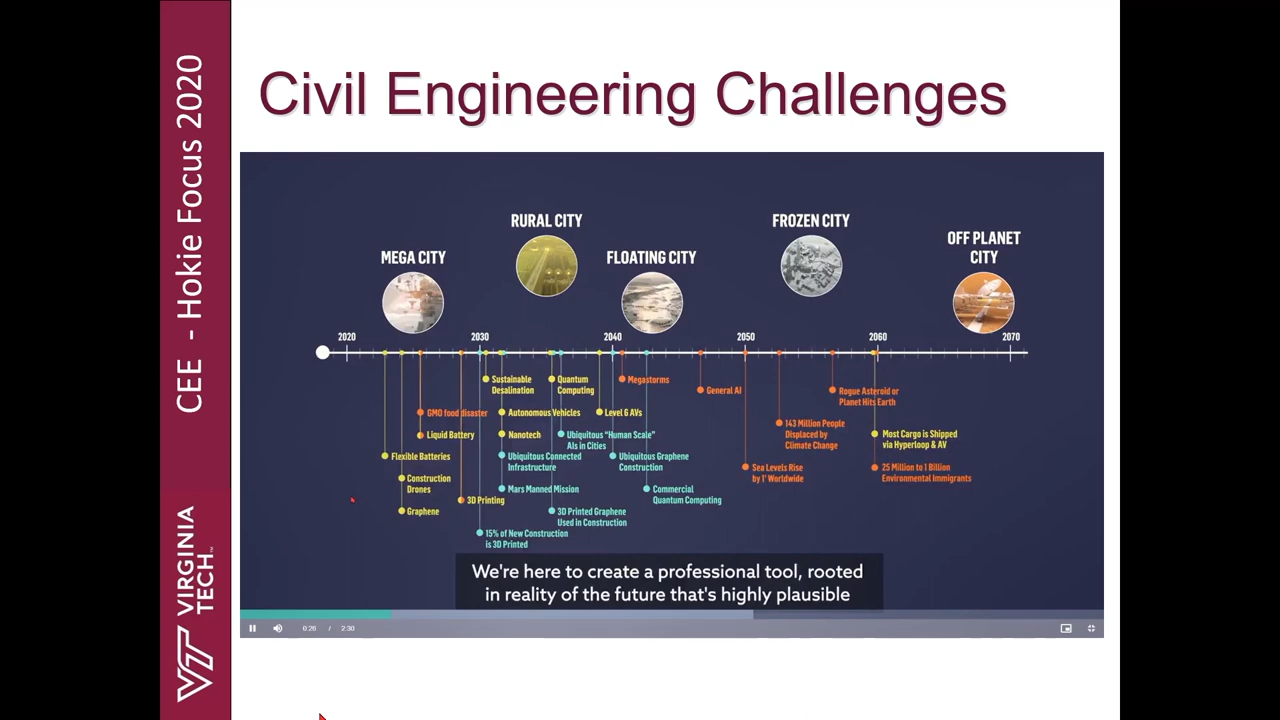 Civil Engineering Challenges
CEE - Hokie Focus 2020
VIRGINIA
TECH™
VT
MEGA CITY
RURAL CITY
FLOATING CITY
FROZEN CITY
OFF PLANET
CITY
2020
2030
2040
2050
2060
2070
Sustainable
Desalination
Quantum
Computing
Megastorms
General AI
Rogue Asteroid or
Planet Hits Earth
GMO food disaster
Autonomous Vehicles
Level 6 AVs
143 Million People
Displaced by
Climate Change
Liquid Battery
Nanotech
Ubiquitous "Human Scale"
AIs in Cities
Most Cargo is Shipped
via Hyperloop & AV
Flexible Batteries
Ubiquitous Connected
Infrastructure
Ubiquitous Graphene
Construction
Sea Levels Rise
by 1' Worldwide
25 Million to 1 Billion
Environmental Immigrants
Construction
Drones
Mars Manned Mission
Commercial
Quantum Computing
3D Printing
Graphene
3D Printed Graphene
Used in Construction
15% of New Construction
is 3D Printed
We're here to create a professional tool, rooted
in reality of the future that's highly plausible
0:26 / 2:30